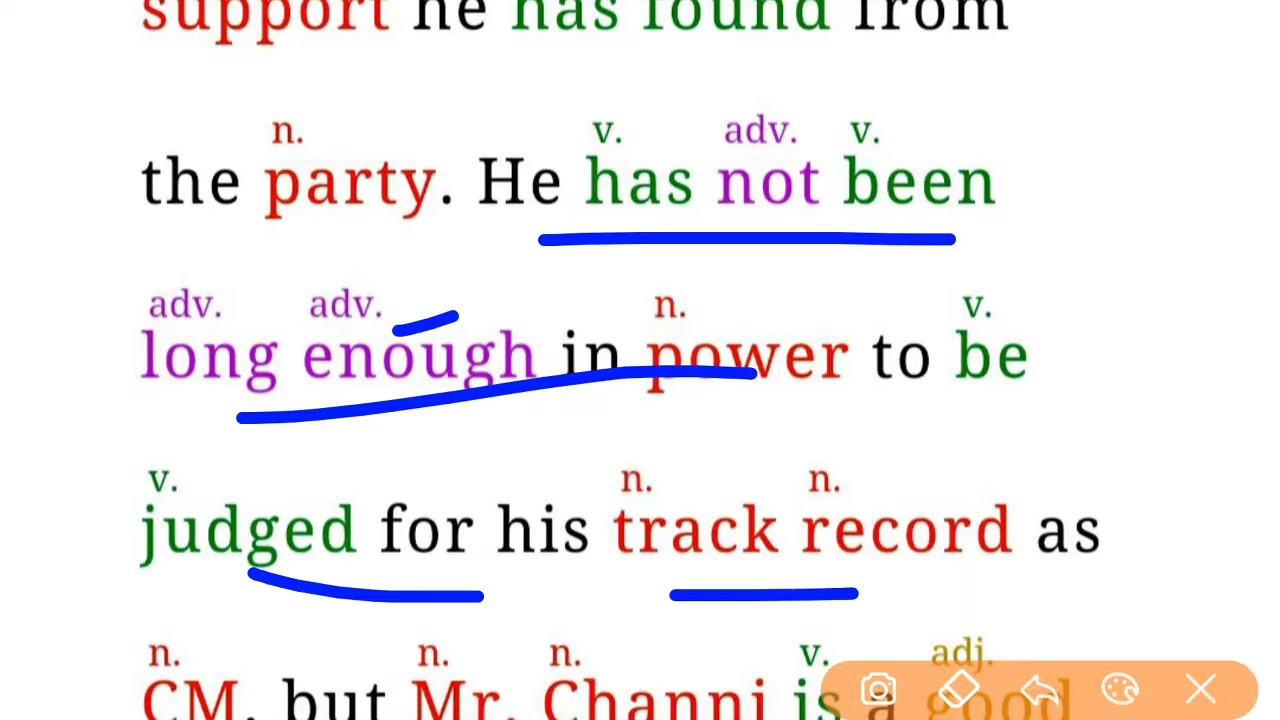 support he has found from
n. v. adv. v.
the party. He has not been
adv. adv. n. v.
long enough in power to be
v. n. n.
judged for his track record as
n. n. n. v. adj.
CM, but Mr. Channi is a good